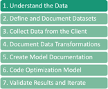 1. Understand the Data
2. Define and Document Datasets
3. Collect Data from the Client
4. Document Data Transformations
5. Create Model Documentation
6. Code Optimization Model
7. Validate Results and Iterate